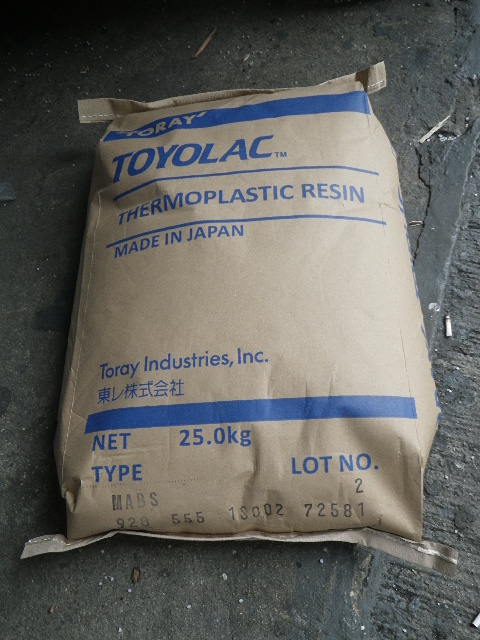 'TORAY'
TOYOLAC™
THERMOPLASTIC RESIN
MADE IN JAPAN
Toray Industries, Inc.
東レ株式会社
NET 25.0kg
TYPE LOT NO.
2
MABS
920 555 18002 72581